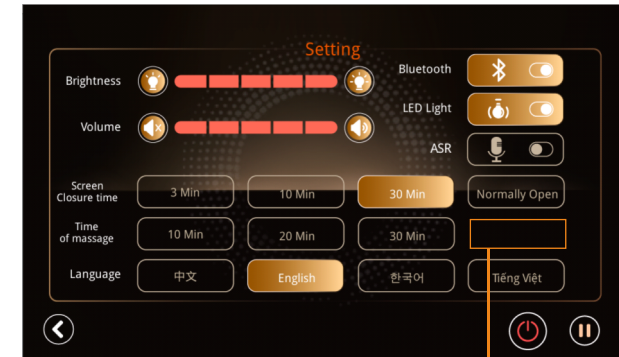 Setting
Brightness
Bluetooth
Volume
LED Light
ASR
Screen
Closure time
3 Min
10 Min
30 Min
Normally Open
Time
of massage
10 Min
20 Min
30 Min
Language
中文
English
한국어
Tiếng Việt